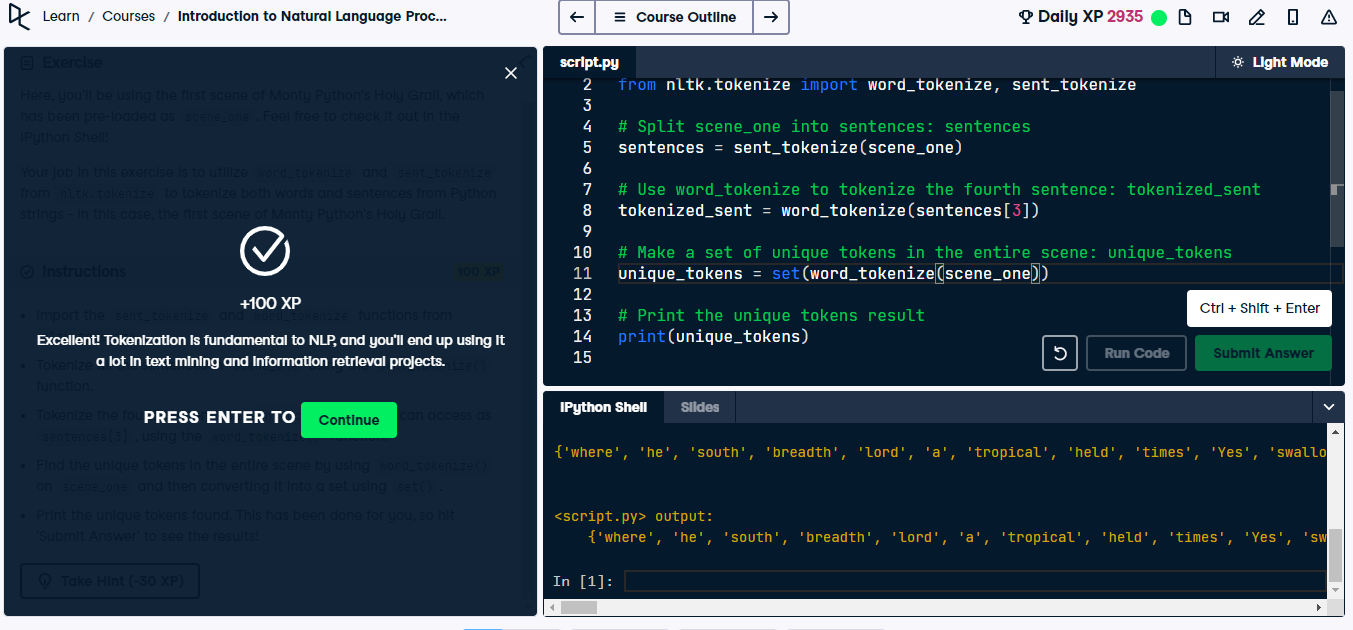 Learn / Courses / Introduction to Natural Language Proc...
Course Outline
Daily XP 2935
Exercise
Here, you'll be using the first scene of Monty Python's Holy Grail, which
has been pre-loaded as scene_one. Feel free to check it out in the
IPython Shell!
Your job in this exercise is to utilize word_tokenize and sent_tokenize
from nltk.tokenize to tokenize both words and sentences from Python
strings - in this case, the first scene of Monty Python's Holy Grail.
Instructions
100 XP
+100 XP
Import the sent_tokenize and word_tokenize functions from
Excellent! Tokenization is fundamental to NLP, and you'll end up using it
a lot in text mining and information retrieval projects.
Tokenize
function.
PRESS ENTER TO Continue
Tokenize the can access as
sentences[3], using the
Find the unique tokens in the entire scene by using word_tokenize()
on scene_one and then converting it into a set using set().
Print the unique tokens found. This has been done for you, so hit
'Submit Answer' to see the results!
Take Hint (-30 XP)
script.py
Light Mode
2 from nltk.tokenize import word_tokenize, sent_tokenize
3
4 # Split scene_one into sentences: sentences
5 sentences = sent_tokenize(scene_one)
6
7 # Use word_tokenize to tokenize the fourth sentence: tokenized_sent
8 tokenized_sent = word_tokenize(sentences[3])
9
10 # Make a set of unique tokens in the entire scene: unique_tokens
11 unique_tokens = set(word_tokenize(scene_one))
12
13 # Print the unique tokens result
14 print(unique_tokens)
15
Ctrl + Shift + Enter
Run Code
Submit Answer
IPython Shell
Slides
{'where', 'he', 'south', 'breadth', 'lord', 'a', 'tropical', 'held', 'times', 'Yes', 'swallo
<script.py> output:
{'where', 'he', 'south', 'breadth', 'lord', 'a', 'tropical', 'held', 'times', 'Yes', 'sw
In [1]: